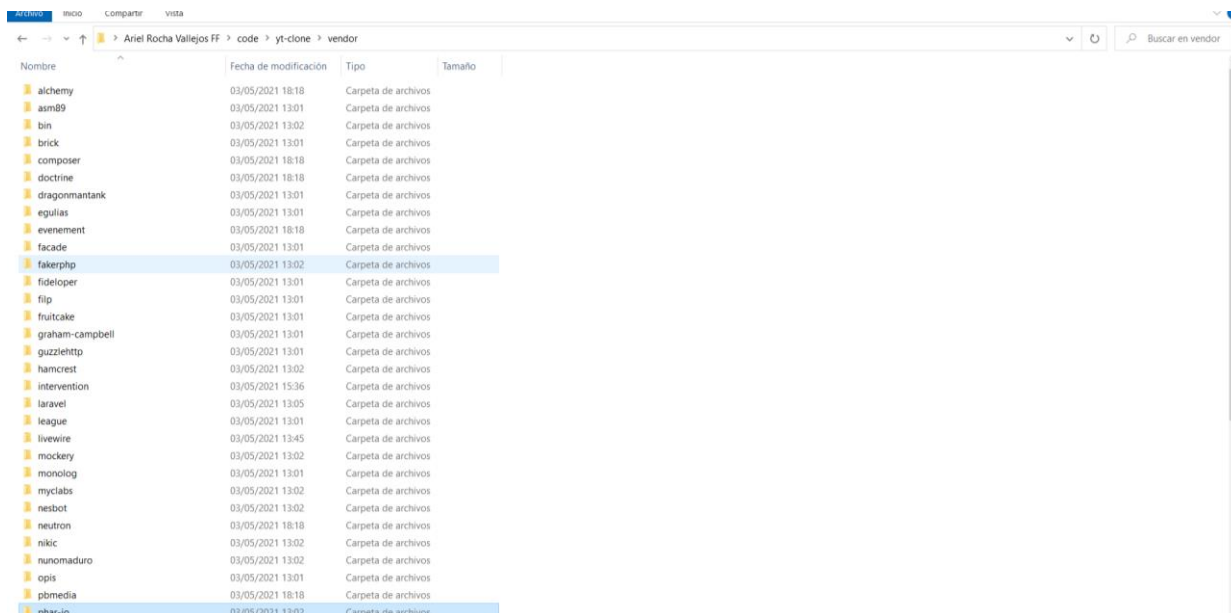 Archivo Inicio Compartir Vista
Ariel Rocha Vallejos FF > code > yt-clone > vendor Buscar en vendor
Nombre Fecha de modificación Tipo Tamaño
alchemy 03/05/2021 18:18 Carpeta de archivos
asm89 03/05/2021 13:01 Carpeta de archivos
bin 03/05/2021 13:02 Carpeta de archivos
brick 03/05/2021 13:01 Carpeta de archivos
composer 03/05/2021 18:18 Carpeta de archivos
doctrine 03/05/2021 18:18 Carpeta de archivos
dragonmantank 03/05/2021 13:01 Carpeta de archivos
egulias 03/05/2021 13:01 Carpeta de archivos
evenement 03/05/2021 18:18 Carpeta de archivos
facade 03/05/2021 13:01 Carpeta de archivos
fakerphp 03/05/2021 13:02 Carpeta de archivos
fideloper 03/05/2021 13:01 Carpeta de archivos
filp 03/05/2021 13:01 Carpeta de archivos
fruitcake 03/05/2021 13:01 Carpeta de archivos
graham-campbell 03/05/2021 13:01 Carpeta de archivos
guzzlehttp 03/05/2021 13:01 Carpeta de archivos
hamcrest 03/05/2021 13:02 Carpeta de archivos
intervention 03/05/2021 15:36 Carpeta de archivos
laravel 03/05/2021 13:05 Carpeta de archivos
league 03/05/2021 13:01 Carpeta de archivos
livewire 03/05/2021 13:45 Carpeta de archivos
mockery 03/05/2021 13:02 Carpeta de archivos
monolog 03/05/2021 13:01 Carpeta de archivos
myclabs 03/05/2021 13:02 Carpeta de archivos
nesbot 03/05/2021 13:02 Carpeta de archivos
neutron 03/05/2021 18:18 Carpeta de archivos
nikic 03/05/2021 13:02 Carpeta de archivos
nunomaduro 03/05/2021 13:02 Carpeta de archivos
opis 03/05/2021 13:01 Carpeta de archivos
pbmedia 03/05/2021 18:18 Carpeta de archivos
phar-io 03/05/2021 13:02 Carpeta de archivos